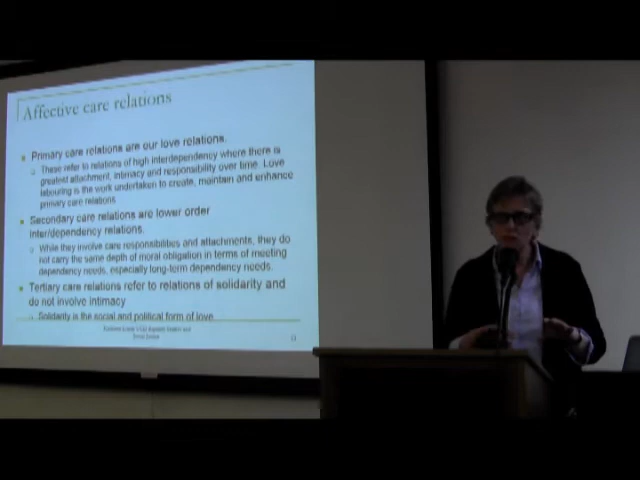 Affective care relations
Primary care relations are our love relations.
These refer to relations of high interdependency where there is
greatest attachment, intimacy and responsibility over time. Love
labouring is the work undertaken to create, maintain and enhance
primary care relations
Secondary care relations are lower order
inter/dependency relations.
While they involve care responsibilities and attachments, they do
not carry the same depth of moral obligation in terms of meeting
dependency needs, especially long-term dependency needs.
Tertiary care relations refer to relations of solidarity and
do not involve intimacy
Solidarity is the social and political form of love